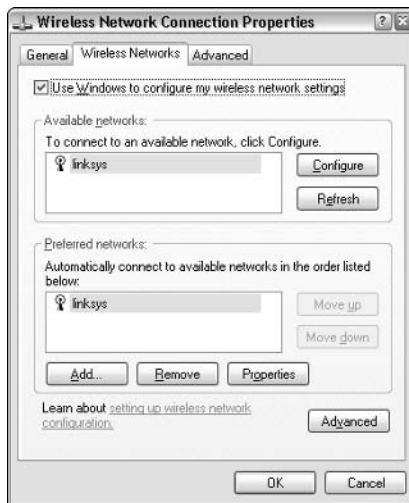 Wireless Network Connection Properties
General Wireless Networks Advanced
Use Windows to configure my wireless network settings
Available networks:
To connect to an available network, click Configure.
linksys
Configure
Refresh
Preferred networks:
Automatically connect to available networks in the order listed
below:
linksys
Move up
Move down
Add... Remove Properties
Learn about setting up wireless network
configuration.
Advanced
OK Cancel